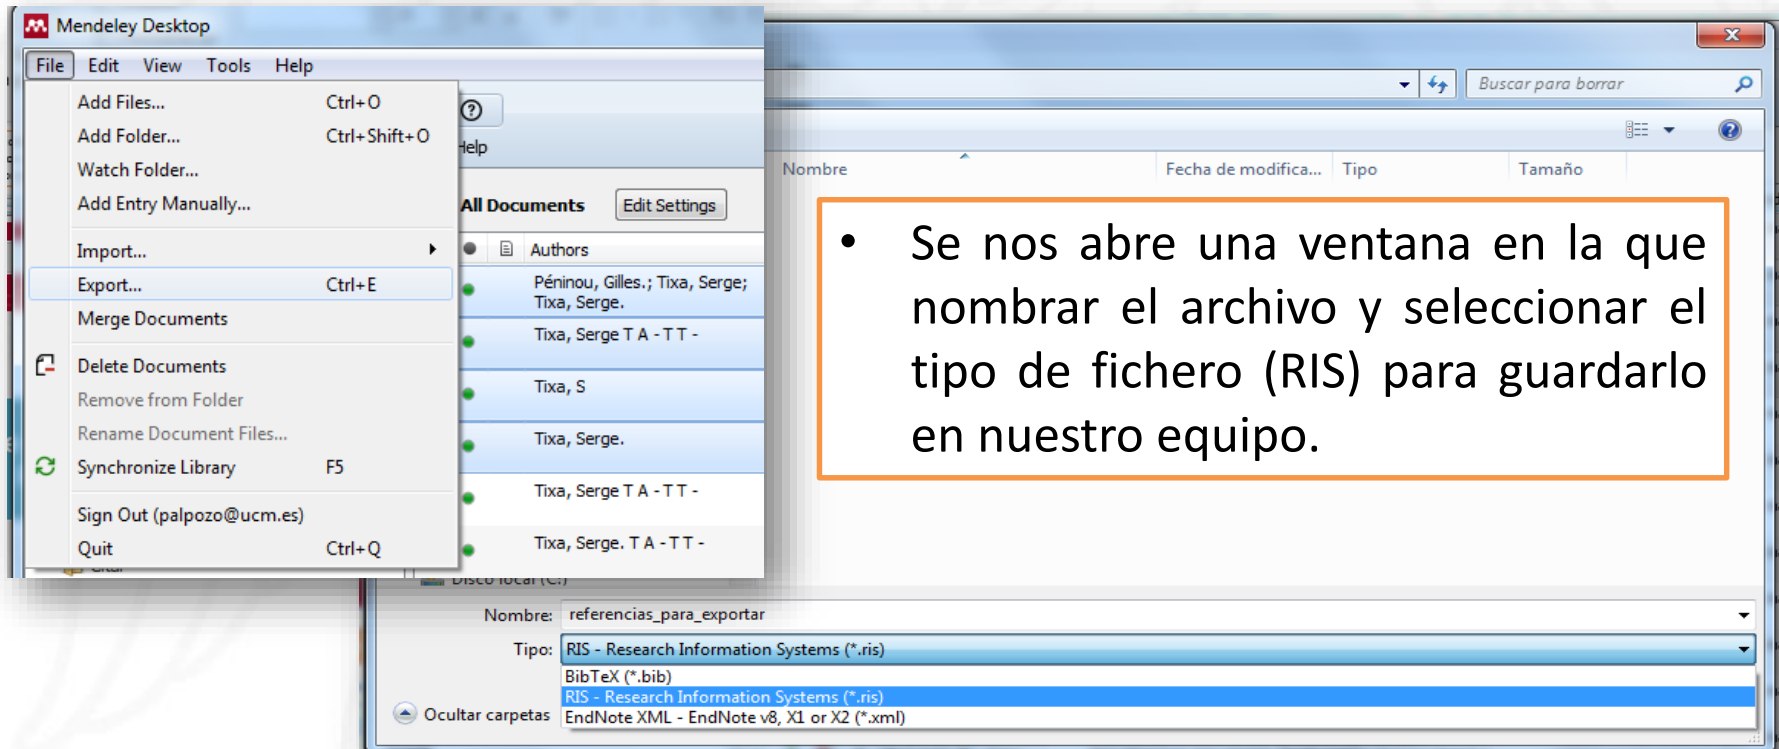 Mendeley Desktop
File Edit View Tools Help
Add Files... Ctrl+O
Add Folder... Ctrl+Shift+O
Watch Folder...
Add Entry Manually...
Import...
Export... Ctrl+E
Merge Documents
Delete Documents
Remove from Folder
Rename Document Files...
Synchronize Library F5
Sign Out (palpozo@ucm.es)
Quit Ctrl+Q
Help
All Documents Edit Settings
Authors
Péninou, Gilles.; Tixa, Serge;
Tixa, Serge.
Tixa, Serge T A - T T -
Tixa, S
Tixa, Serge.
Tixa, Serge T A - T T -
Tixa, Serge. T A - T T -
Buscar para borrar
Nombre Fecha de modifica... Tipo Tamaño
• Se nos abre una ventana en la que
nombrar el archivo y seleccionar el
tipo de fichero (RIS) para guardarlo
en nuestro equipo.
Disco local (C:)
Nombre: referencias_para_exportar
Tipo: RIS - Research Information Systems (*.ris)
BibTeX (*.bib)
RIS - Research Information Systems (*.ris)
Ocultar carpetas EndNote XML - EndNote v8, X1 or X2 (*.xml)